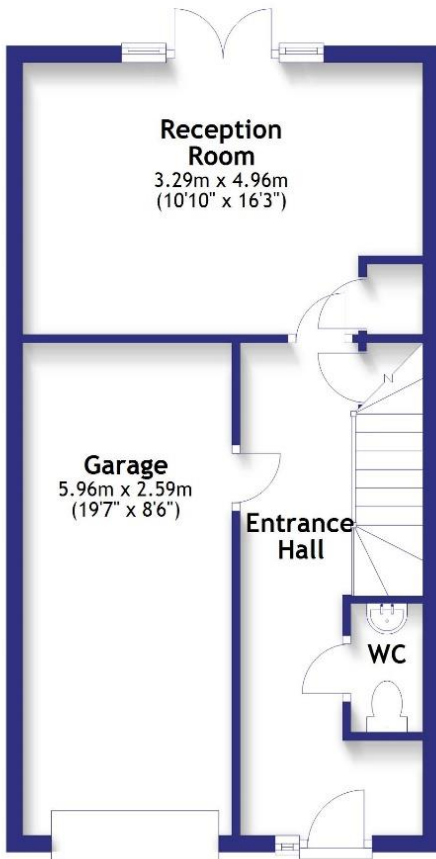 Reception
Room
3.29m x 4.96m
(10'10" x 16'3")
Garage
5.96m x 2.59m
(19'7" x 8'6")
Entrance
Hall
WC